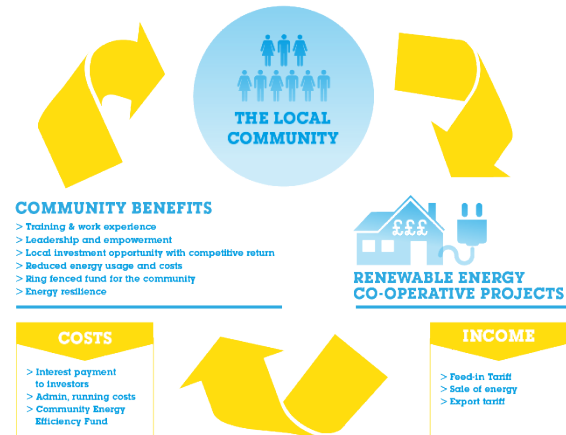 THE LOCAL
COMMUNITY
COMMUNITY BENEFITS
> Training & work experience
> Leadership and empowerment
> Local investment opportunity with competitive return
> Reduced energy usage and costs
> Ring fenced fund for the community
> Energy resilience
£££
RENEWABLE ENERGY
CO-OPERATIVE PROJECTS
COSTS
> Interest payment
to investors
> Admin, running costs
> Community Energy
Efficiency Fund
INCOME
> Feed-in Tariff
> Sale of energy
> Export tariff